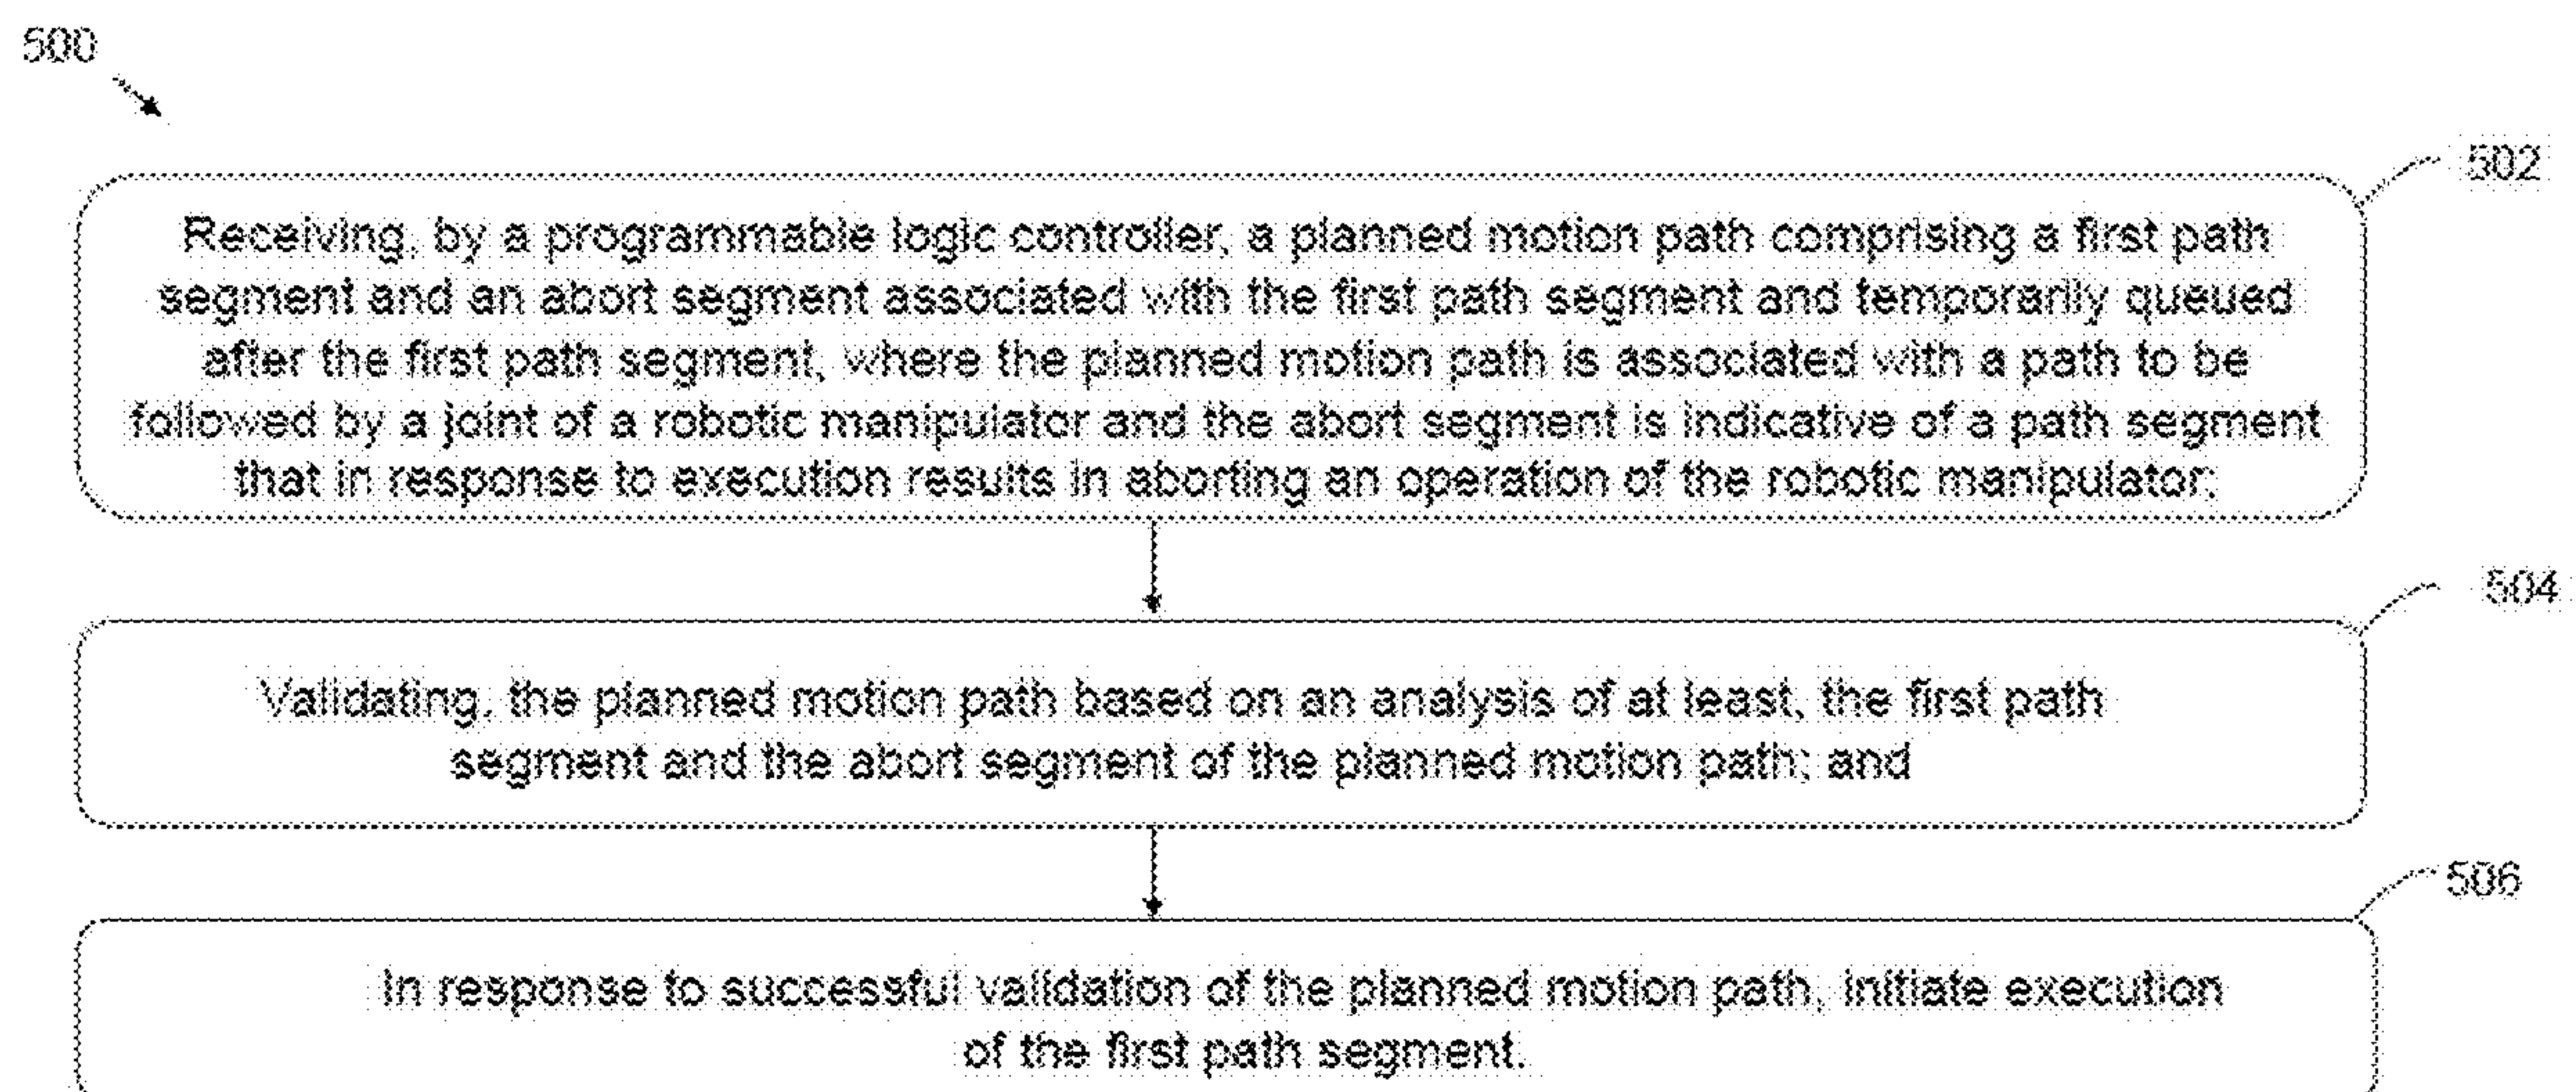 500
502
Receiving, by a programmable logic controller, a planned motion path comprising a first path
segment and an abort segment associated with the first path segment and temporarily queued
after the first path segment, where the planned motion path is associated with a path to be
followed by a joint of a robotic manipulator and the abort segment is indicative of a path segment
that in response to execution results in aborting an operation of the robotic manipulator;
504
Validating, the planned motion path based on an analysis of at least, the first path
segment and the abort segment of the planned motion path; and
506
In response to successful validation of the planned motion path, initiate execution
of the first path segment.